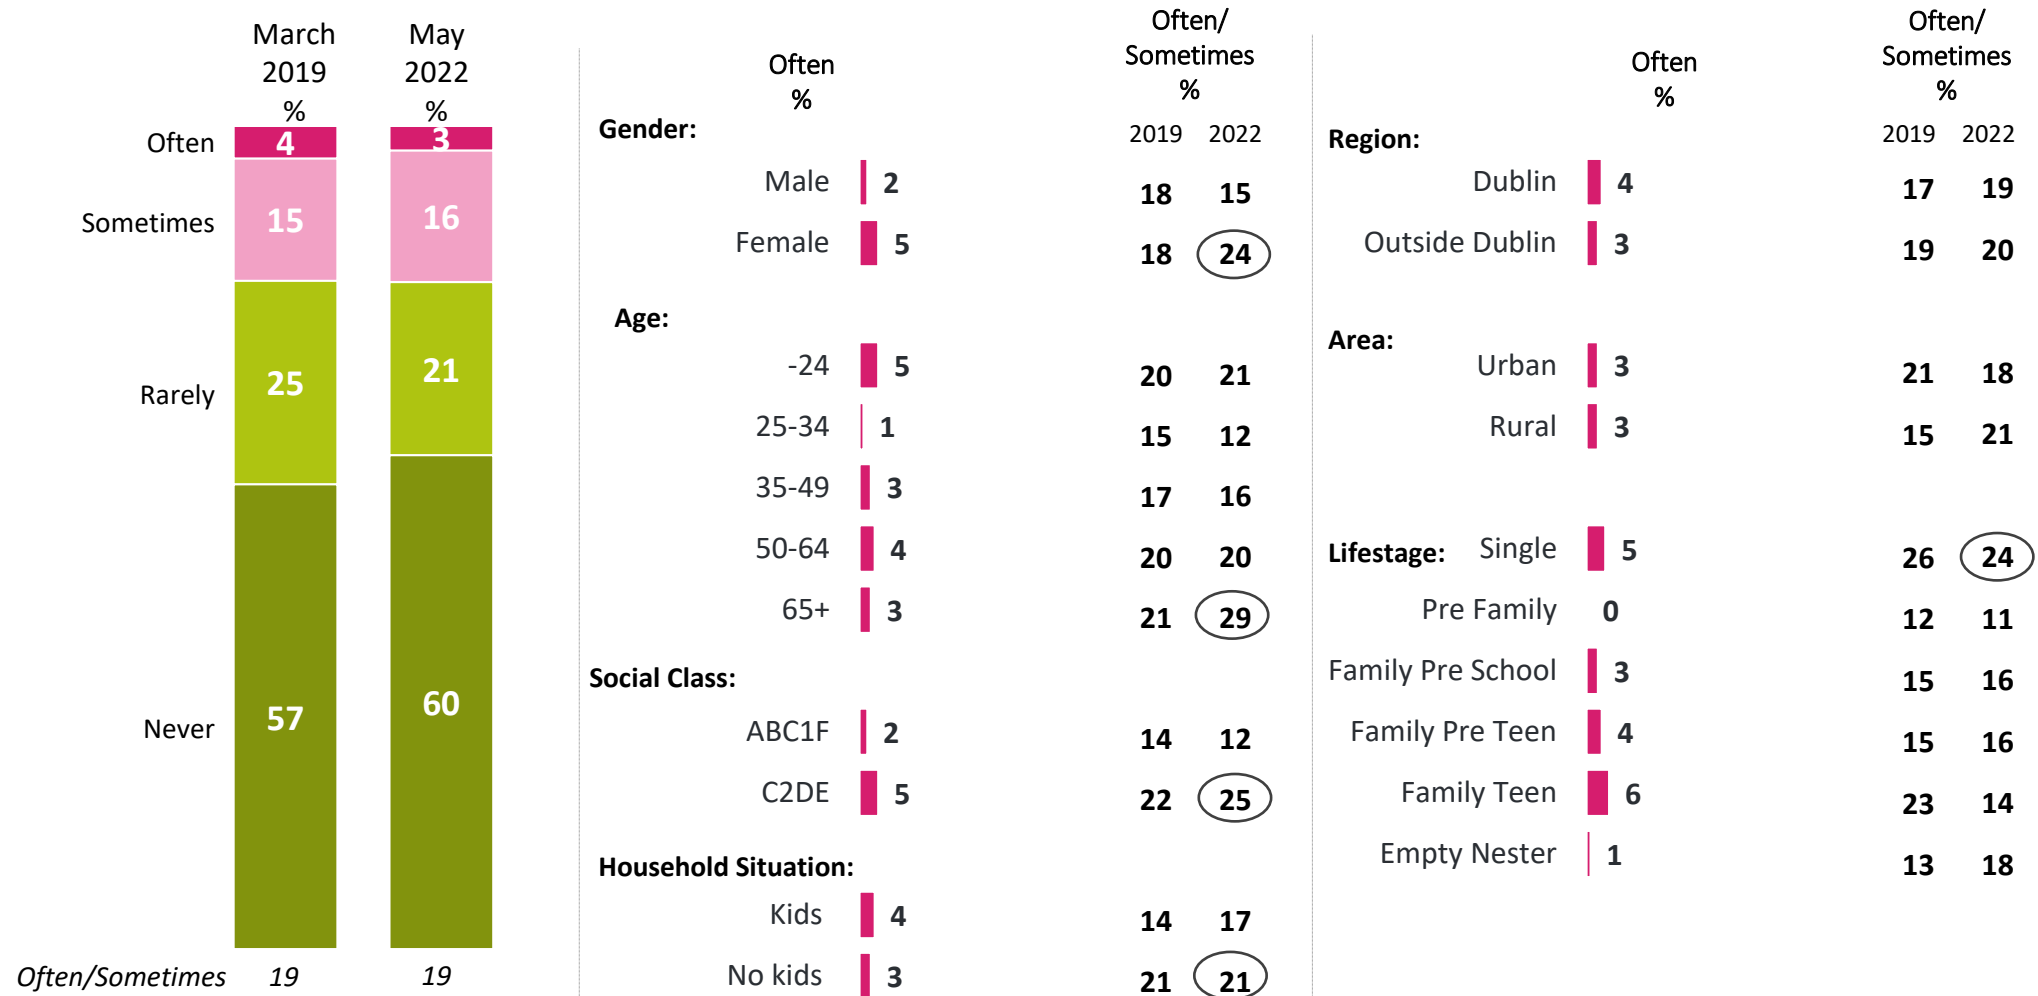 March 2019 %
May 2022 %
Often 4 3
Sometimes 15 16
Rarely 25 21
Never 57 60
Often/Sometimes 19 19
Often %
Often/ Sometimes %
2019 2022
Gender:
Male 2 18 15
Female 5 18 24
Age:
-24 5 20 21
25-34 1 15 12
35-49 3 17 16
50-64 4 20 20
65+ 3 21 29
Social Class:
ABC1F 2 14 12
C2DE 5 22 25
Household Situation:
Kids 4 14 17
No kids 3 21 21
Often %
Often/ Sometimes %
2019 2022
Region:
Dublin 4 17 19
Outside Dublin 3 19 20
Area:
Urban 3 21 18
Rural 3 15 21
Lifestage: Single 5 26 24
Pre Family 0 12 11
Family Pre School 3 15 16
Family Pre Teen 4 15 16
Family Teen 6 23 14
Empty Nester 1 13 18